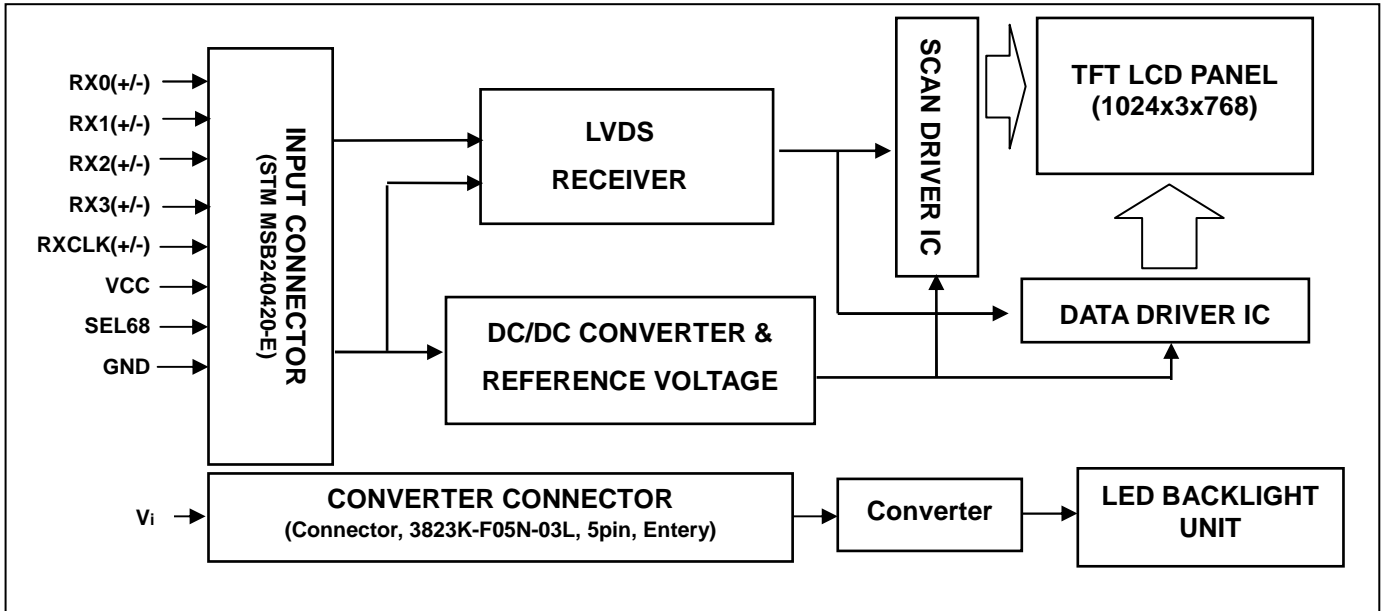 RX0(+/-)
RX1(+/-)
RX2(+/-)
RX3(+/-)
RXCLK(+/-)
VCC
SEL68
GND
INPUT CONNECTOR
(STM MSB240420-E)
LVDS
RECEIVER
DC/DC CONVERTER &
REFERENCE VOLTAGE
SCAN DRIVER IC
TFT LCD PANEL
(1024x3x768)
DATA DRIVER IC
Vi
CONVERTER CONNECTOR
(Connector, 3823K-F05N-03L, 5pin, Entery)
Converter
LED BACKLIGHT
UNIT